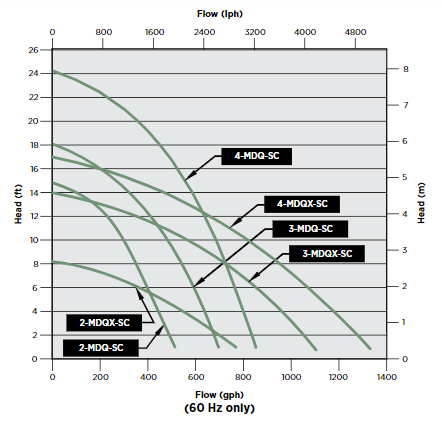 Flow (lph)
0 800 1600 2400 3200 4000 4800
26
24
22
20
18
16
14
12
10
8
6
4
2
0
Head (ft)
8
7
6
5
4
3
2
1
0
Head (m)
4-MDQ-SC
4-MDQX-SC
3-MDQ-SC
3-MDQX-SC
2-MDQX-SC
2-MDQ-SC
0 200 400 600 800 1000 1200 1400
Flow (gph)
(60 Hz only)